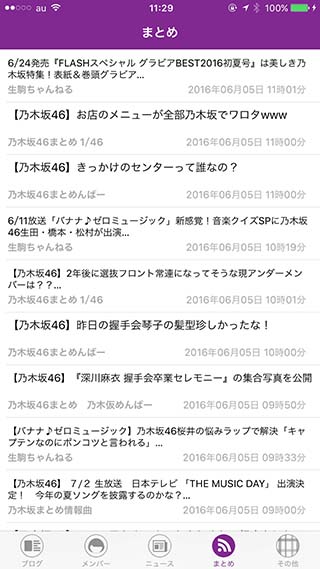 au 11:29 100%
まとめ
6/24発売『FLASHスペシャル グラビアBEST2016初夏号』は美しき乃
木坂特集！表紙＆巻頭グラビア...
生駒ちゃんねる 2016年06月05日 11時01分
【乃木坂46】お店のメニューが全部乃木坂でワロタwww
乃木坂46まとめ 1/46 2016年06月05日 11時00分
【乃木坂46】きっかけのセンターって誰なの？
乃木坂46まとめんばー 2016年06月05日 11時00分
6/11放送「バナナ♪ゼロミュージック」新感覚！音楽クイズSPに乃木坂
46生田・橋本・松村が出演...
生駒ちゃんねる 2016年06月05日 10時19分
【乃木坂46】2年後に選抜フロント常連になってそうな現アンダーメン
バーは？？...
乃木坂46まとめ 1/46 2016年06月05日 10時03分
【乃木坂46】昨日の握手会琴子の髪型珍しかったな！
乃木坂46まとめんばー 2016年06月05日 10時00分
【乃木坂46】『深川麻衣 握手会卒業セレモニー』の集合写真を公開
乃木坂46まとめ 乃木仮めんばー 2016年06月05日 09時50分
【バナナ♪ゼロミュージック】乃木坂46桜井の悩みラップで解決「キャ
プテンなのにポンコツと言われる」...
生駒ちゃんねる 2016年06月05日 09時33分
【乃木坂46】 ７/２ 生放送 日本テレビ 「THE MUSIC DAY」 出演決
定！ 今年の夏ソングを披露するのかな？...
乃木坂まとめ情報曲 2016年06月05日 09時00分
ブログ メンバー ニュース まとめ その他